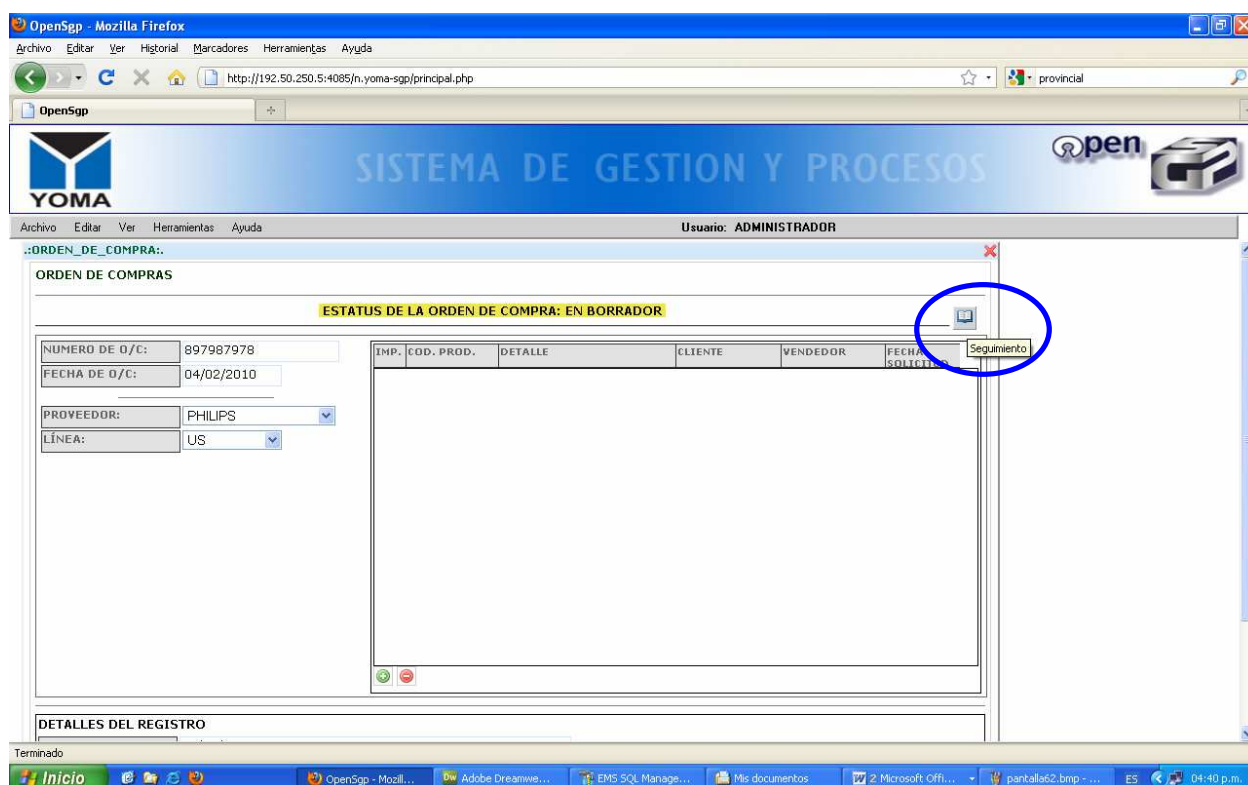 OpenSgp - Mozilla Firefox
Archivo Editar Ver Historial Marcadores Herramientas Ayuda
http://192.50.250.5:4085/n.yoma-sgp/principal.php provincial
OpenSgp
YOMA SISTEMA DE GESTION Y PROCESOS open
Archivo Editar Ver Herramientas Ayuda Usuario: ADMINISTRADOR
.:ORDEN_DE_COMPRA:.
ORDEN DE COMPRAS
ESTATUS DE LA ORDEN DE COMPRA: EN BORRADOR
Seguimiento
NUMERO DE O/C: 897987978
FECHA DE O/C: 04/02/2010
PROVEEDOR: PHILIPS
LÍNEA: US
IMP. COD. PROD. DETALLE CLIENTE VENDEDOR FECHA
DETALLES DEL REGISTRO
Terminado
Inicio OpenSgp - Mozill... Adobe Dreamwe... EMS SQL Manage... Mis documentos 2 Microsoft Offi... pantalla62.bmp - ... ES 04:40 p.m.